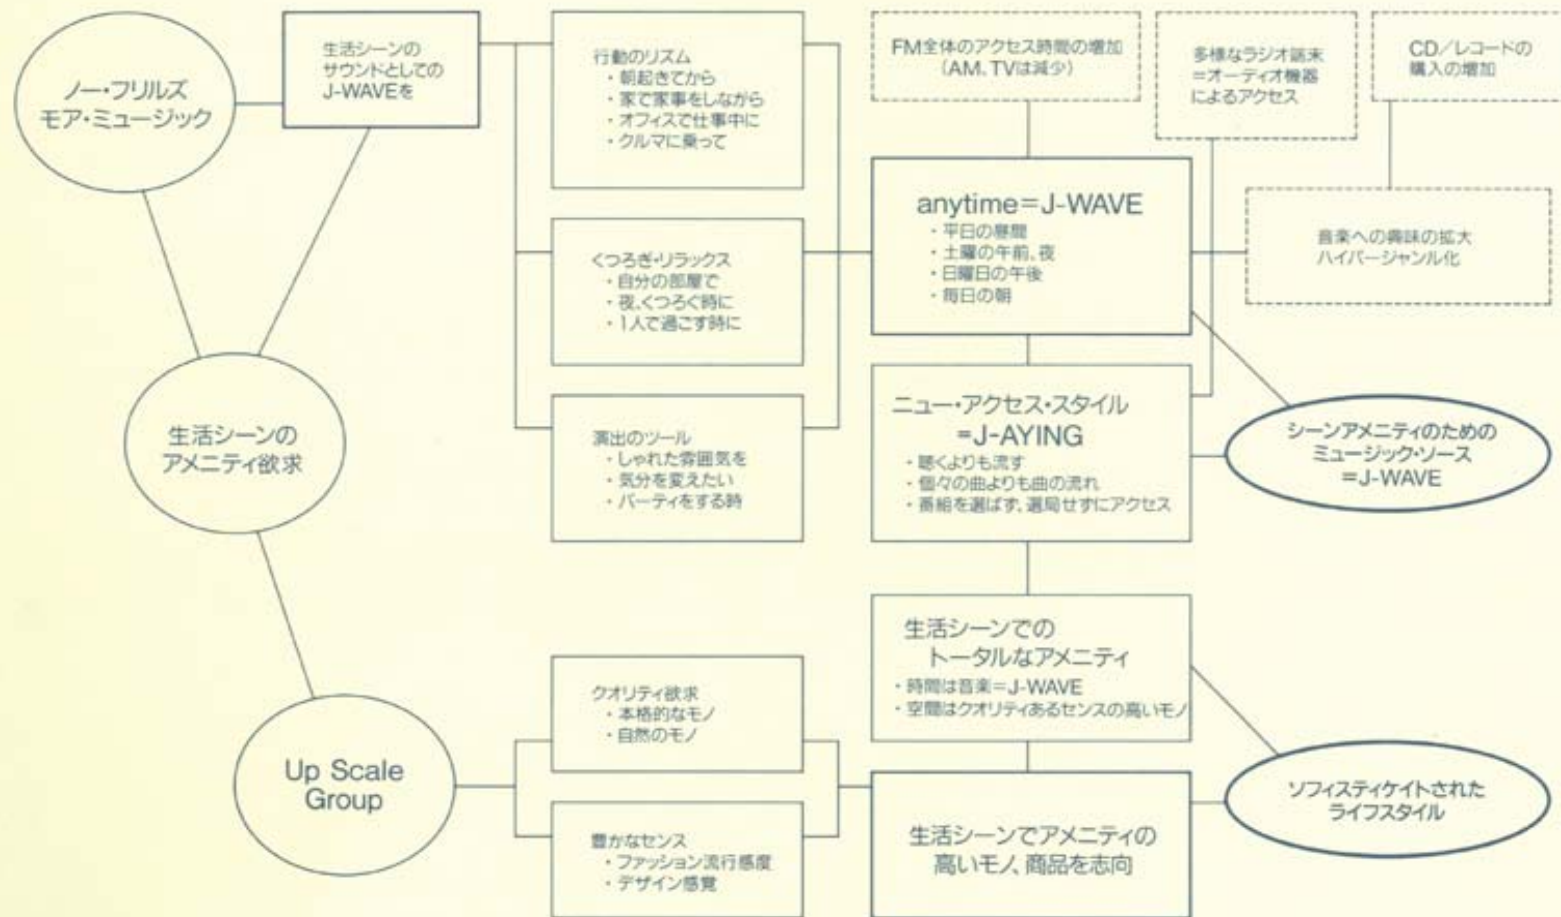 ノー・フリルズ
モア・ミュージック
生活シーンの
サウンドとしての
J-WAVEを
行動のリズム
・朝起きてから
・家で家事をしながら
・オフィスで仕事中に
・クルマに乗って
くつろぎ・リラックス
・自分の部屋で
・夜、くつろぐ時に
・1人で過ごす時に
演出のツール
・しゃれた雰囲気を
・気分を変えたい
・パーティをする時
生活シーンの
アメニティ欲求
Up Scale
Group
クオリティ欲求
・本格的なモノ
・自然のモノ
豊かなセンス
・ファッション流行感度
・デザイン感覚
FM全体のアクセス時間の増加
(AM、TVは減少)
多様なラジオ端末
=オーディオ機器
によるアクセス
CD/レコードの
購入の増加
anytime=J-WAVE
・平日の昼間
・土曜の午前、夜
・日曜日の午後
・毎日の朝
音楽への興味の拡大
ハイパージャンル化
ニュー・アクセス・スタイル
=J-AYING
・聴くよりも流す
・個々の曲よりも曲の流れ
・番組を選ばず、選局せずにアクセス
シーンアメニティのための
ミュージック・ソース
=J-WAVE
生活シーンでの
トータルなアメニティ
・時間は音楽=J-WAVE
・空間はクオリティあるセンスの高いモノ
生活シーンでアメニティの
高いモノ、商品を志向
ソフィスティケイトされた
ライフスタイル